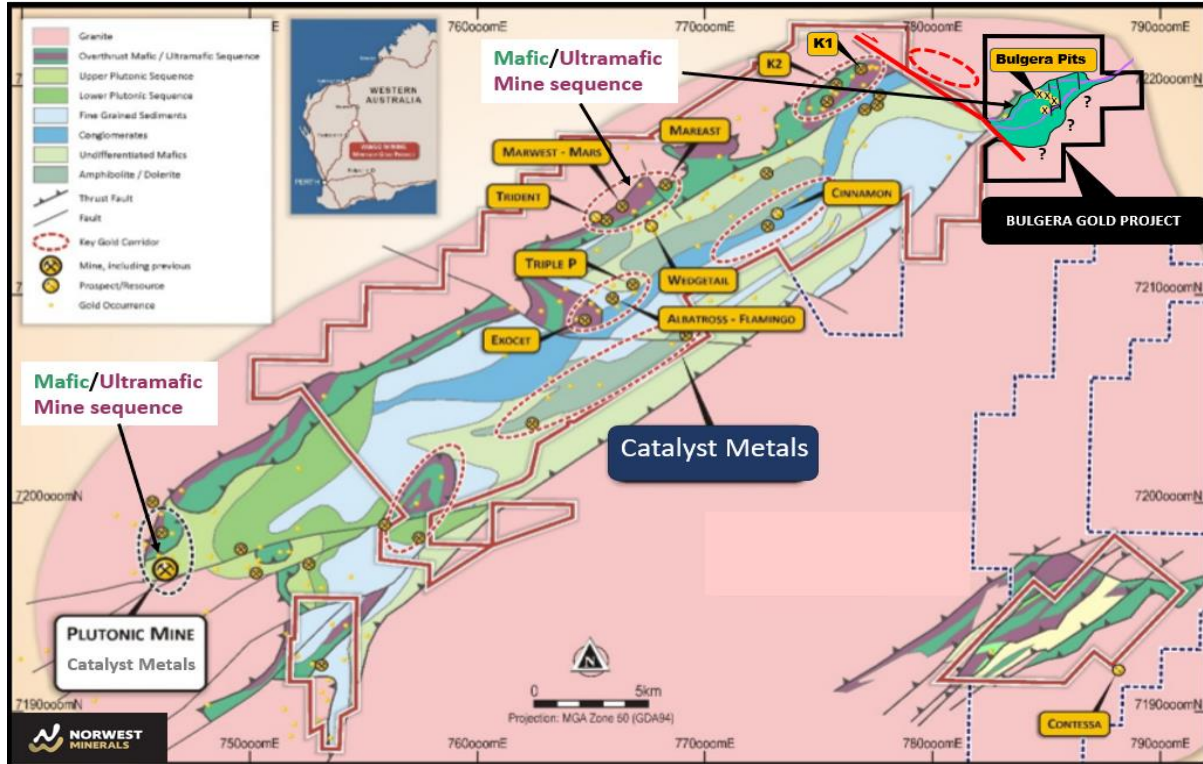 760000mE
770000mE
780000mE
790000mE
Granite
Overthrust Mafic / Ultramafic Sequence
Upper Plutonic Sequence
Lower Plutonic Sequence
Fine Grained Sediments
Conglomerates
Undifferentiated Mafics
Amphibolite / Dolerite
Thrust Fault
Fault
Key Gold Corridor
Mine, including previous
Prospect/Resource
Gold Occurrence
WESTERN
AUSTRALIA
PERTH
Mafic/Ultramafic
Mine sequence
K1
K2
Bulgera Pits
7220000mN
X X X X X
? ? ?
BULGERA GOLD PROJECT
MAREAST
MARWEST - MARS
TRIDENT
CINNAMON
TRIPLE P
WEDGETAIL
ALBATROSS - FLAMINGO
EXOCET
7210000mN
Mafic/Ultramafic
Mine sequence
Catalyst Metals
7200000mN
7200000mN
PLUTONIC MINE
Catalyst Metals
N
0 5km
Projection: MGA Zone 50 (GDA94)
7190000mN
7190000mN
CONTESSA
NORWEST
MINERALS
750000mE
760000mE
770000mE
780000mE
790000mE